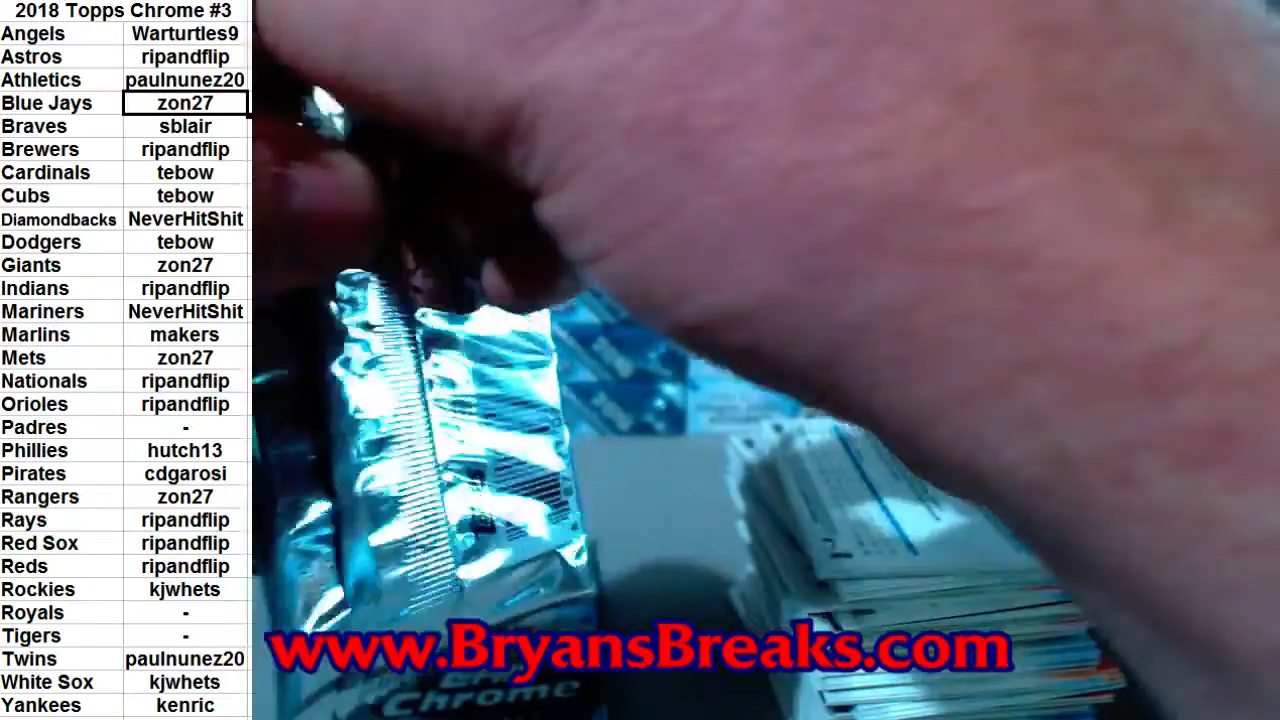 2018 Topps Chrome #3
Angels Warturtles9
Astros ripandflip
Athletics paulnunez20
Blue Jays zon27
Braves sblair
Brewers ripandflip
Cardinals tebow
Cubs tebow
Diamondbacks NeverHitShit
Dodgers tebow
Giants zon27
Indians ripandflip
Mariners NeverHitShit
Marlins makers
Mets zon27
Nationals ripandflip
Orioles ripandflip
Padres -
Phillies hutch13
Pirates cdgarosi
Rangers zon27
Rays ripandflip
Red Sox ripandflip
Reds ripandflip
Rockies kjwhets
Royals -
Tigers -
Twins paulnunez20
White Sox kjwhets
Yankees kenric
www.BryansBreaks.com
Chrome